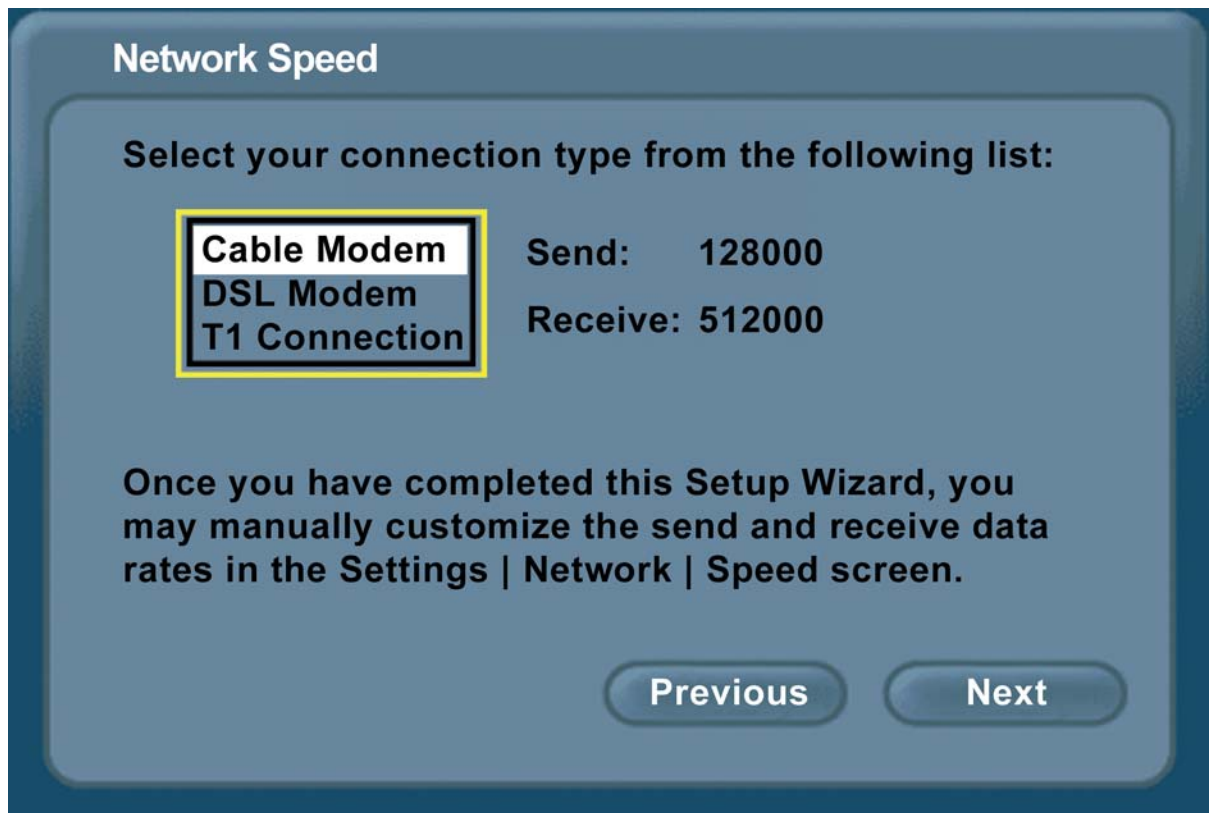 Network Speed
Select your connection type from the following list:
Cable Modem
DSL Modem
T1 Connection
Send: 128000
Receive: 512000
Once you have completed this Setup Wizard, you
may manually customize the send and receive data
rates in the Settings | Network | Speed screen.
Previous
Next